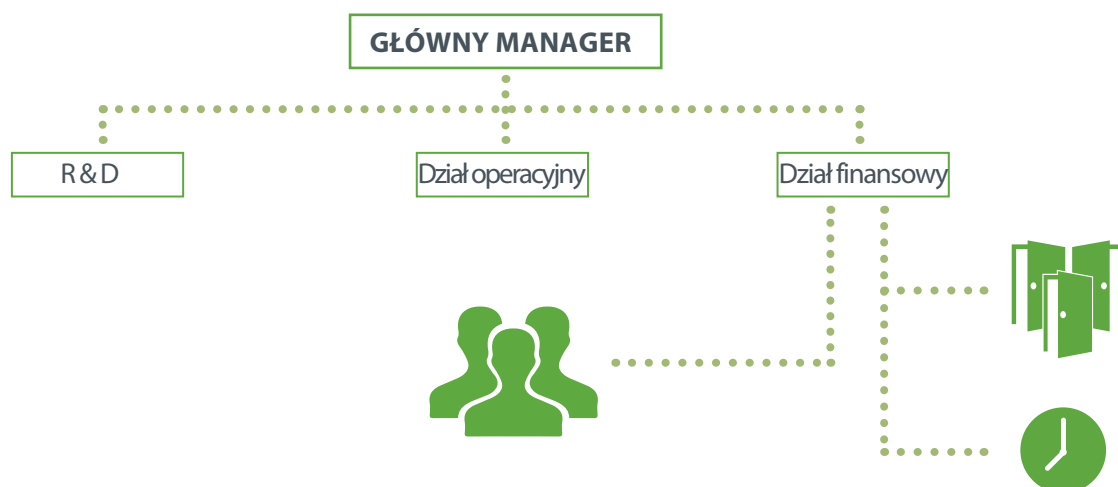 GŁÓWNY MANAGER
R & D
Dział operacyjny
Dział finansowy